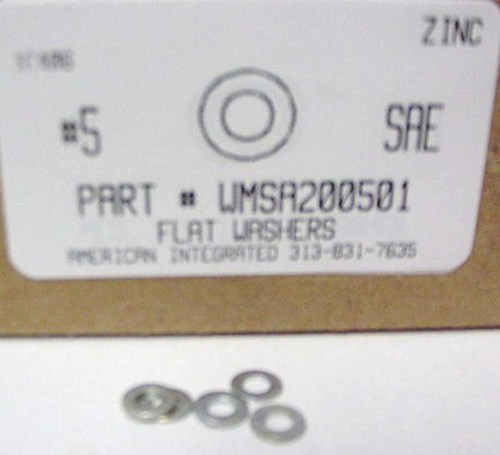 ZINC
#5
SAE
PART # WMSA200501
FLAT WASHERS
AMERICAN INTEGRATED 313-831-7635